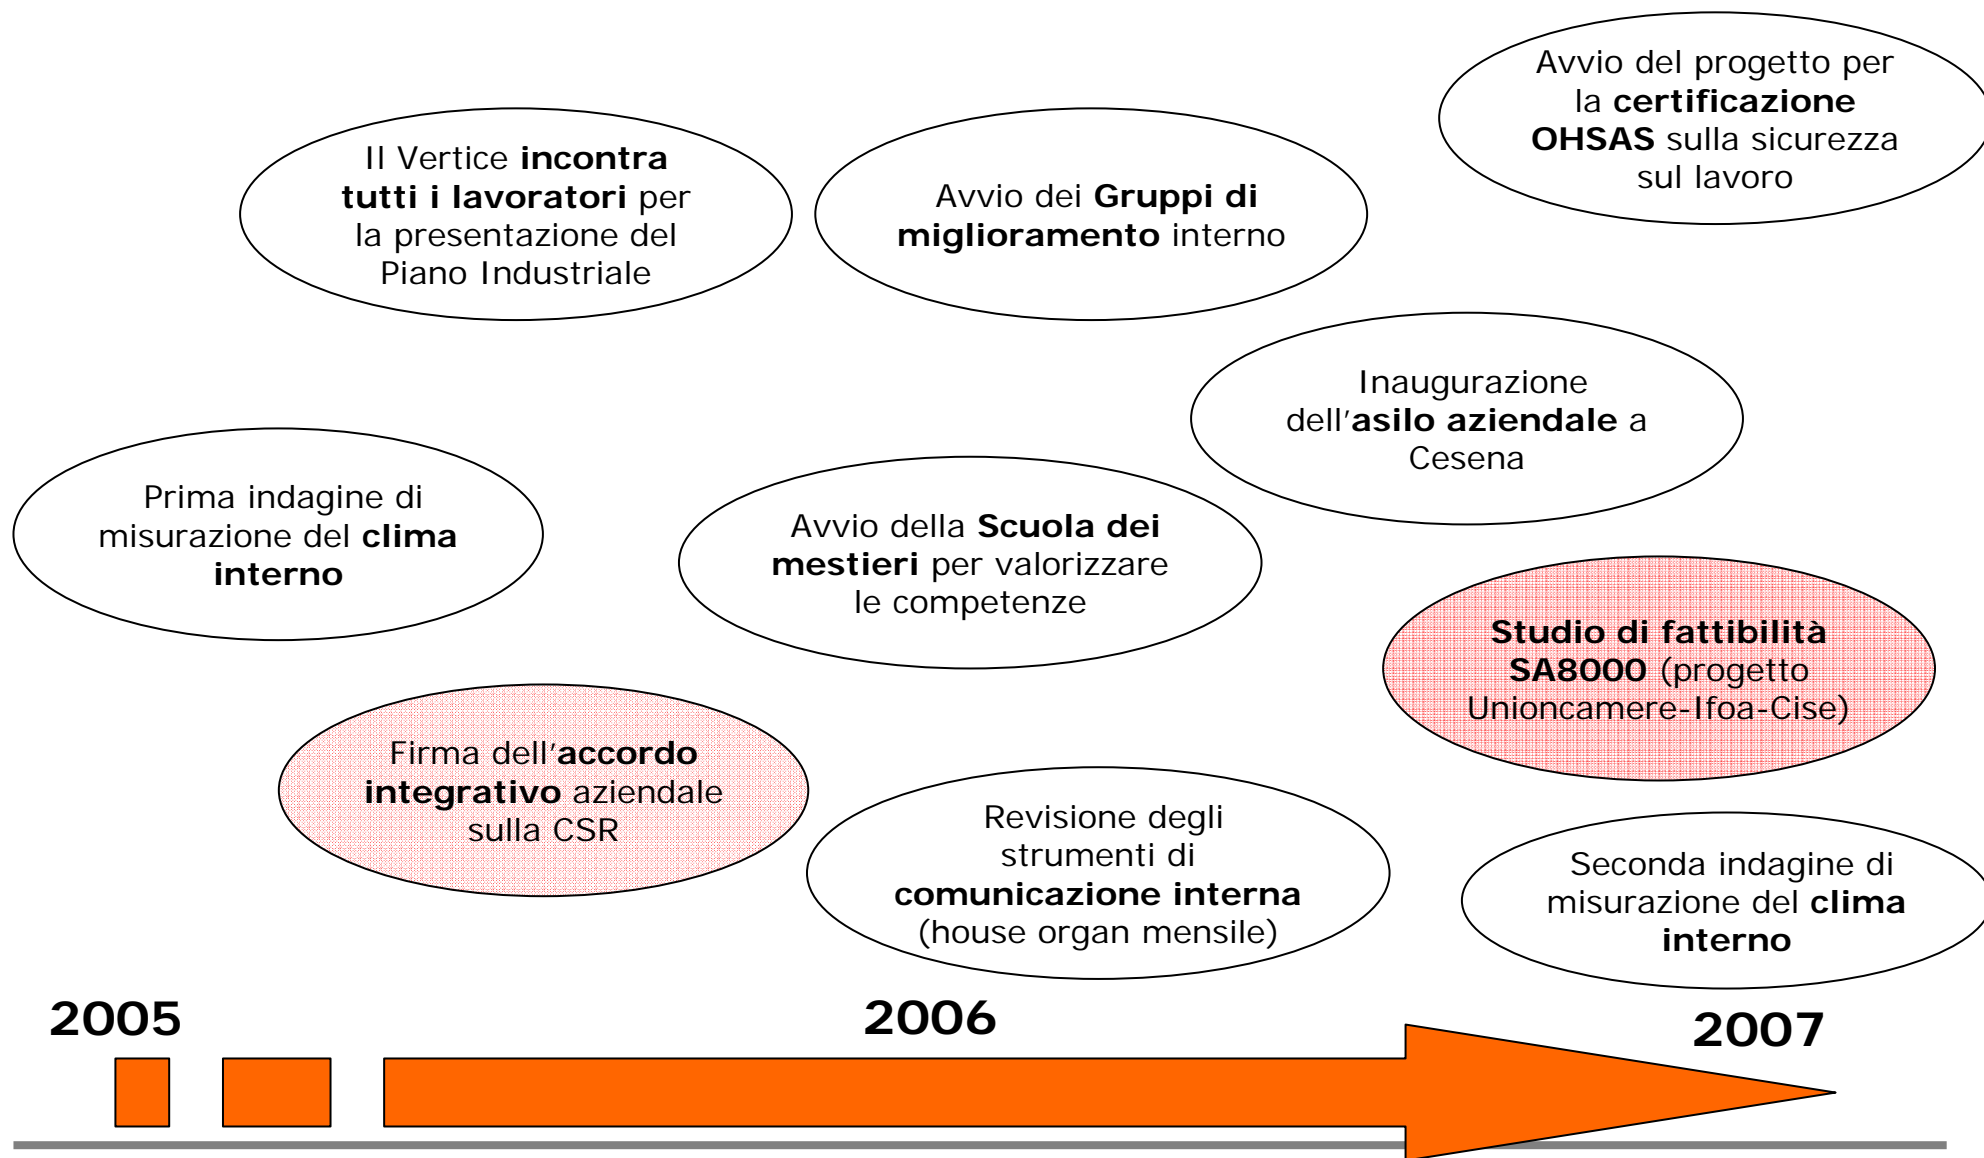 Avvio del progetto per
la certificazione
OHSAS sulla sicurezza
sul lavoro
Il Vertice incontra
tutti i lavoratori per
la presentazione del
Piano Industriale
Avvio dei Gruppi di
miglioramento interno
Inaugurazione
dell'asilo aziendale a
Cesena
Prima indagine di
misurazione del clima
interno
Avvio della Scuola dei
mestieri per valorizzare
le competenze
Studio di fattibilità
SA8000 (progetto
Unioncamere-Ifoa-Cise)
Firma dell'accordo
integrativo aziendale
sulla CSR
Revisione degli
strumenti di
comunicazione interna
(house organ mensile)
Seconda indagine di
misurazione del clima
interno
2005
2006
2007